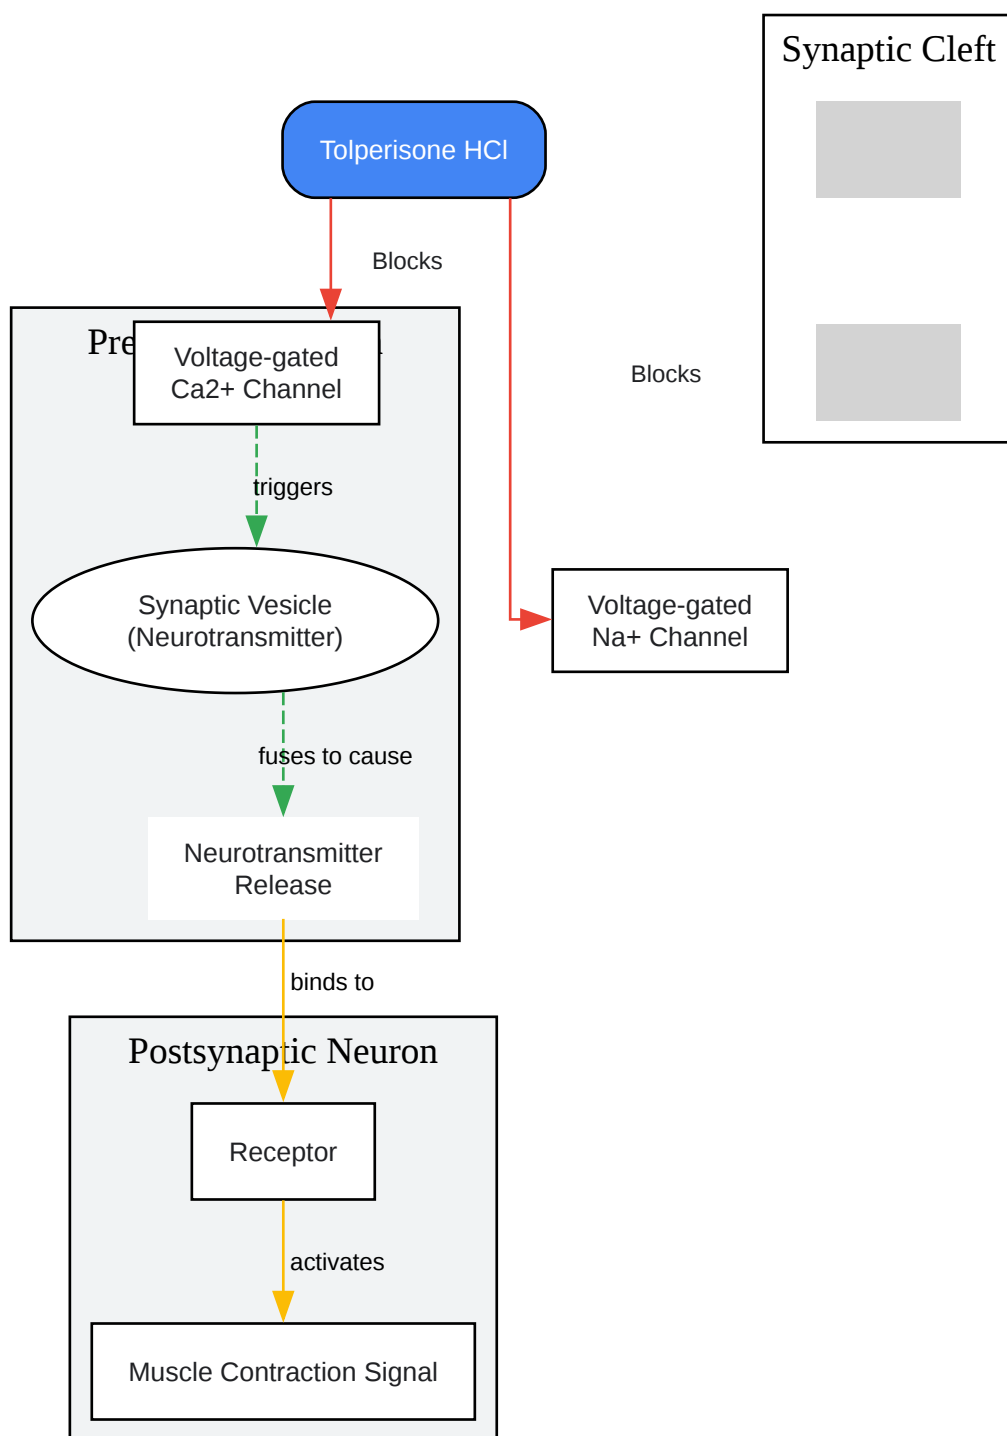 Synaptic Cleft
Tolperisone HCl
Blocks
Voltage-gated
Ca2+ Channel
Blocks
triggers
Synaptic Vesicle
(Neurotransmitter)
Voltage-gated
Na+ Channel
fuses to cause
Neurotransmitter
Release
binds to
Postsynaptic Neuron
Receptor
activates
Muscle Contraction Signal